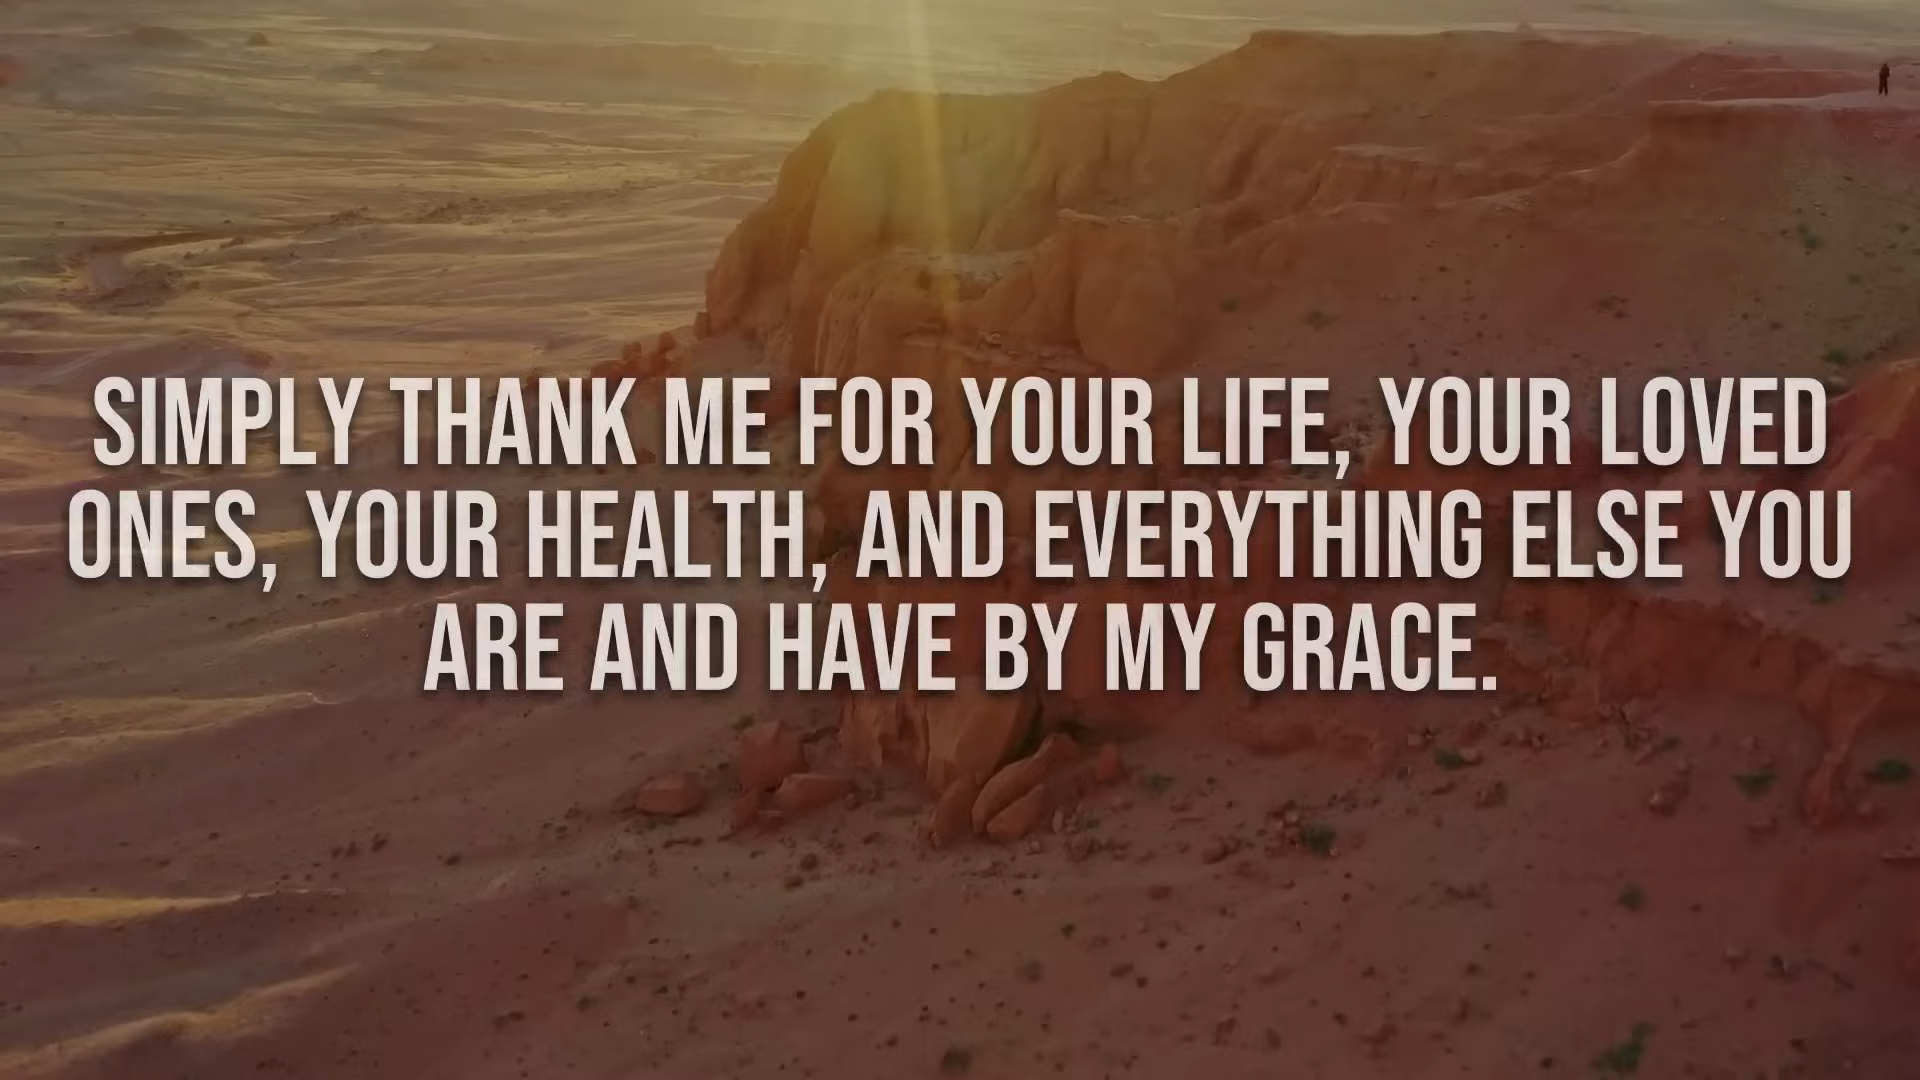 SIMPLY THANK ME FOR YOUR LIFE, YOUR LOVED
ONES, YOUR HEALTH, AND EVERYTHING ELSE YOU
ARE AND HAVE BY MY GRACE.